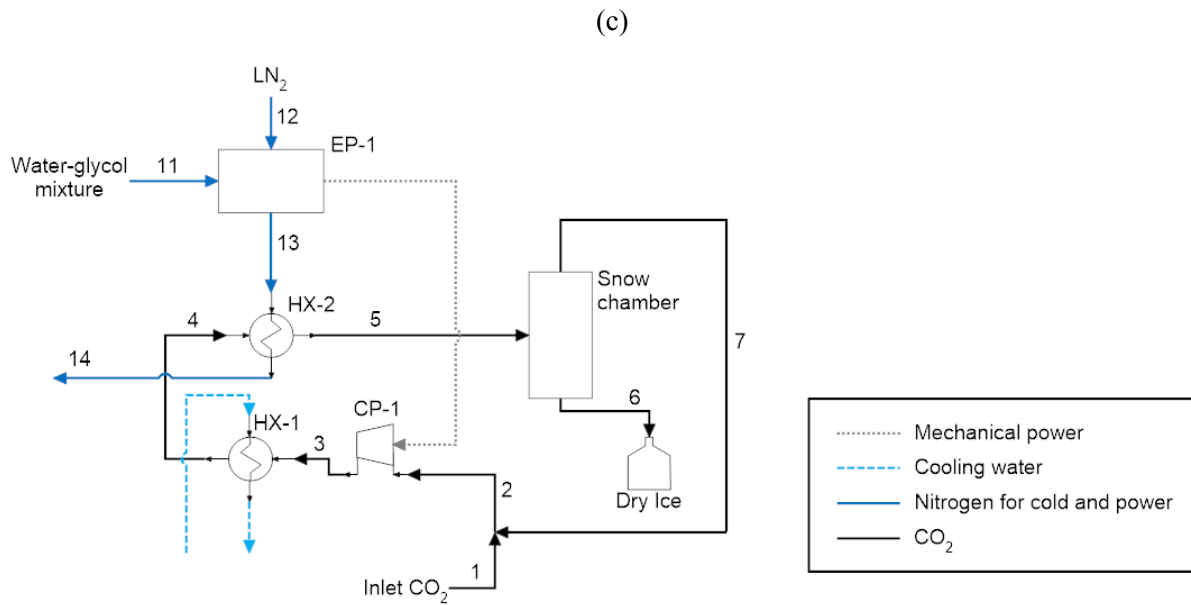 (c)
LN2
12
EP-1
Water-glycol
mixture
11
13
HX-2
4
5
Snow
chamber
7
14
CP-1
6
HX-1
3
2
Dry Ice
Inlet CO2
1
Mechanical power
Cooling water
Nitrogen for cold and power
CO2